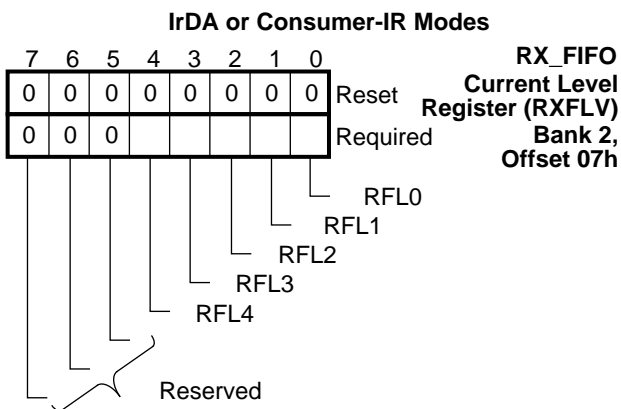 IrDA or Consumer-IR Modes
7 6 5 4 3 2 1 0
RX_FIFO
0 0 0 0 0 0 0 0 Reset
Current Level
Register (RXFLV)
0 0 0 Required
Bank 2,
Offset 07h
RFL0
RFL1
RFL2
RFL3
RFL4
Reserved